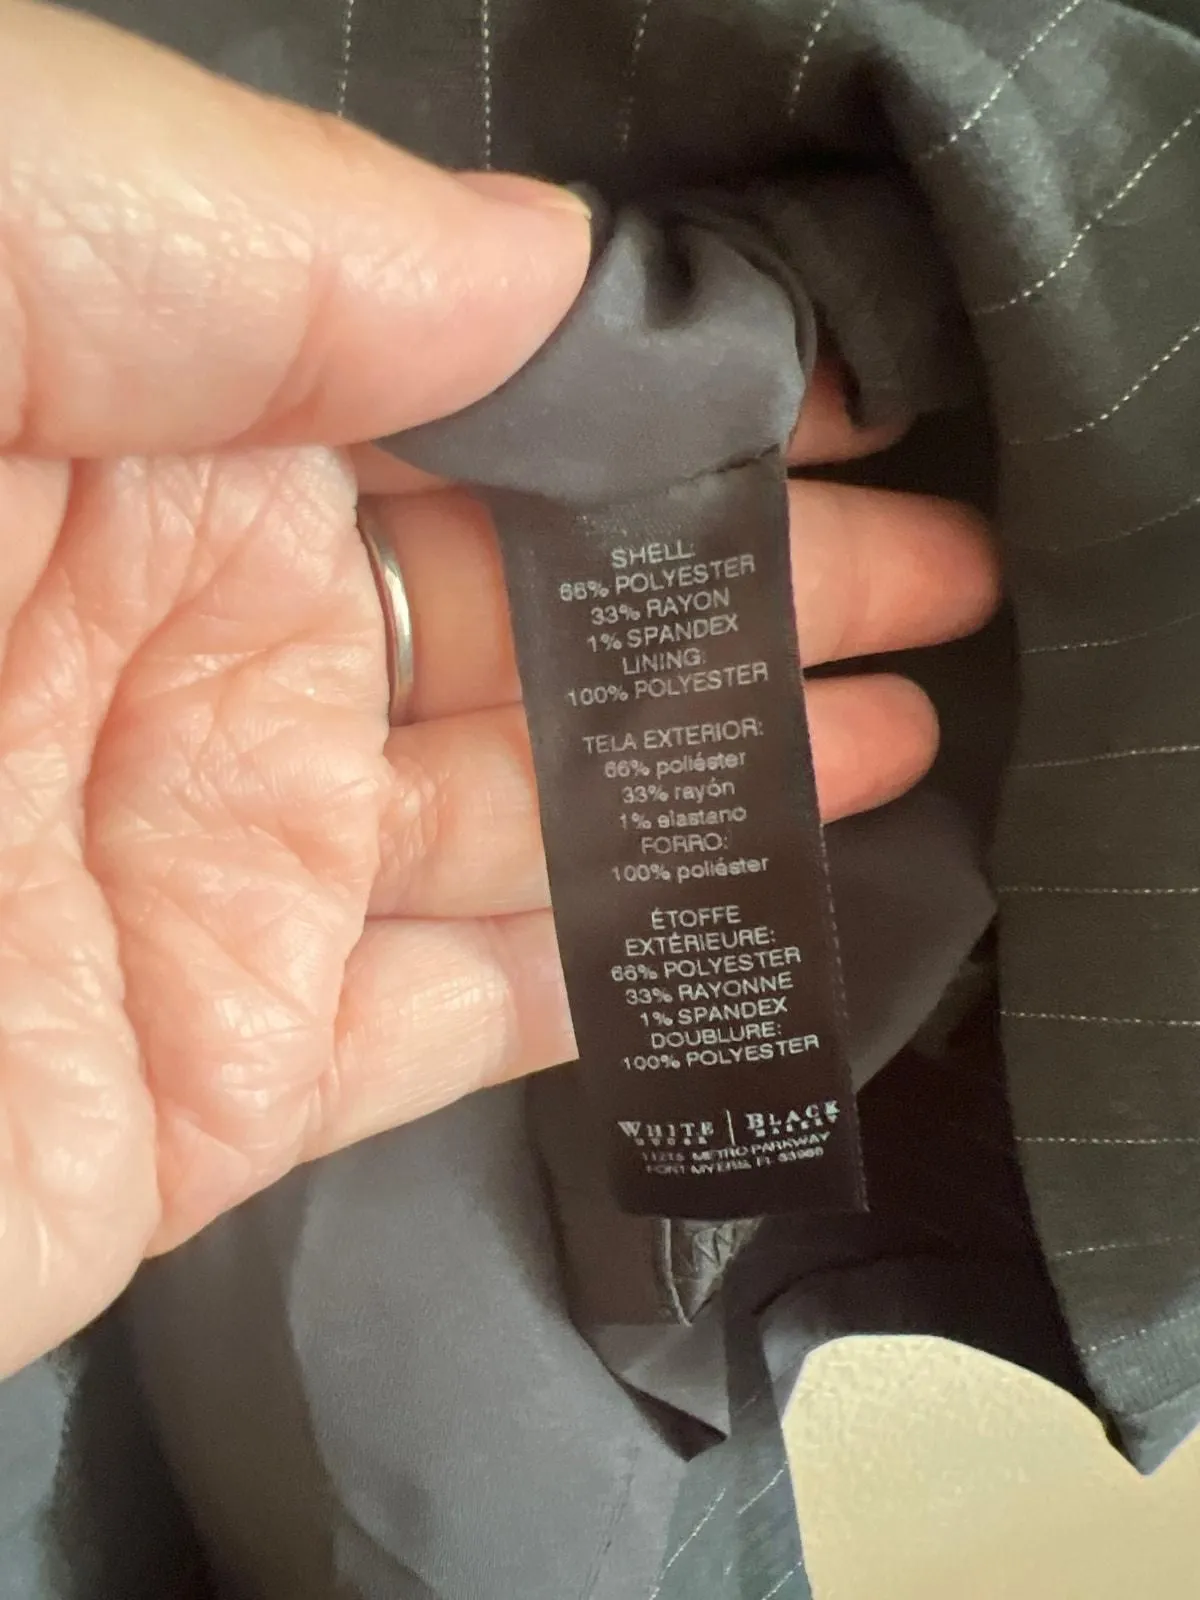 SHELL:
66% POLYESTER
33% RAYON
1% SPANDEX
LINING:
100% POLYESTER
TELA EXTERIOR:
66% poliéster
33% rayón
1% elastano
FORRO:
100% poliéster
ÉTOFFE
EXTÉRIEURE:
66% POLYESTER
33% RAYONNE
1% SPANDEX
DOUBLURE:
100% POLYESTER
WHITE | BLACK
HOUSE MARKET
METRO PARKWAY
FORT MYERS, FL